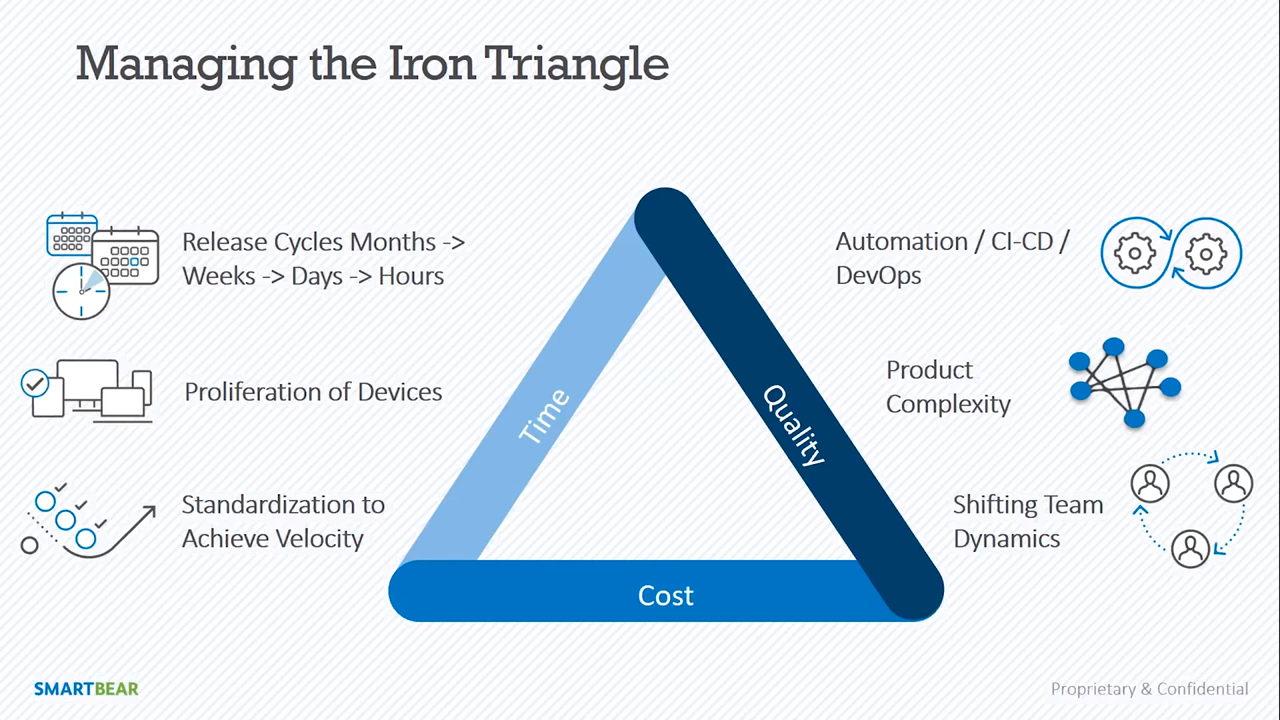 Managing the Iron Triangle
Release Cycles Months ->
Weeks -> Days -> Hours
Proliferation of Devices
Standardization to
Achieve Velocity
Time
Quality
Cost
Automation / CI-CD /
DevOps
Product
Complexity
Shifting Team
Dynamics
SMARTBEAR
Proprietary & Confidential